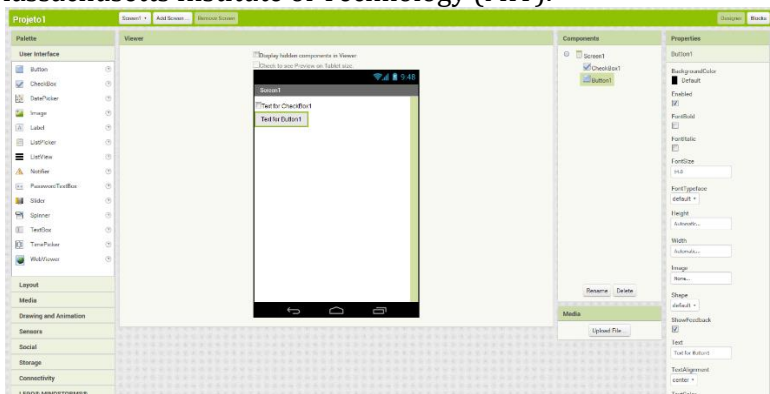 Massachusetts Institute of Technology (MIT).
Projeto1
Screen1
Add Screen ...
Remove Screen
Designer
Blocks
Palette
User Interface
Button
CheckBox
DatePicker
Image
Label
ListPicker
ListView
Notifier
PasswordTextBox
Slider
Spinner
TextBox
TimePicker
WebViewer
Layout
Media
Drawing and Animation
Sensors
Social
Storage
Connectivity
LEGO® MINDSTORMS®
Viewer
Display hidden components in Viewer
Check to see Preview on Tablet size.
9:48
Screen1
Text for CheckBox1
Text for Button1
Components
Screen1
CheckBox1
Button1
Rename
Delete
Media
Upload File ...
Properties
Button1
BackgroundColor
Default
Enabled
FontBold
FontItalic
FontSize
14.0
FontTypeface
default
Height
Automatic...
Width
Automatic...
Image
None...
Shape
default
ShowFeedback
Text
Text for Button1
TextAlignment
center
TextColor